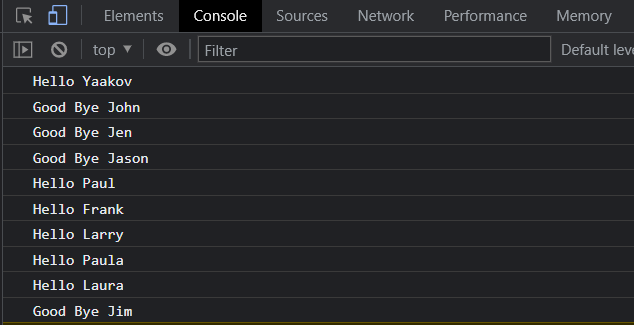 Elements Console Sources Network Performance Memory
top Filter Default leve
Hello Yaakov
Good Bye John
Good Bye Jen
Good Bye Jason
Hello Paul
Hello Frank
Hello Larry
Hello Paula
Hello Laura
Good Bye Jim